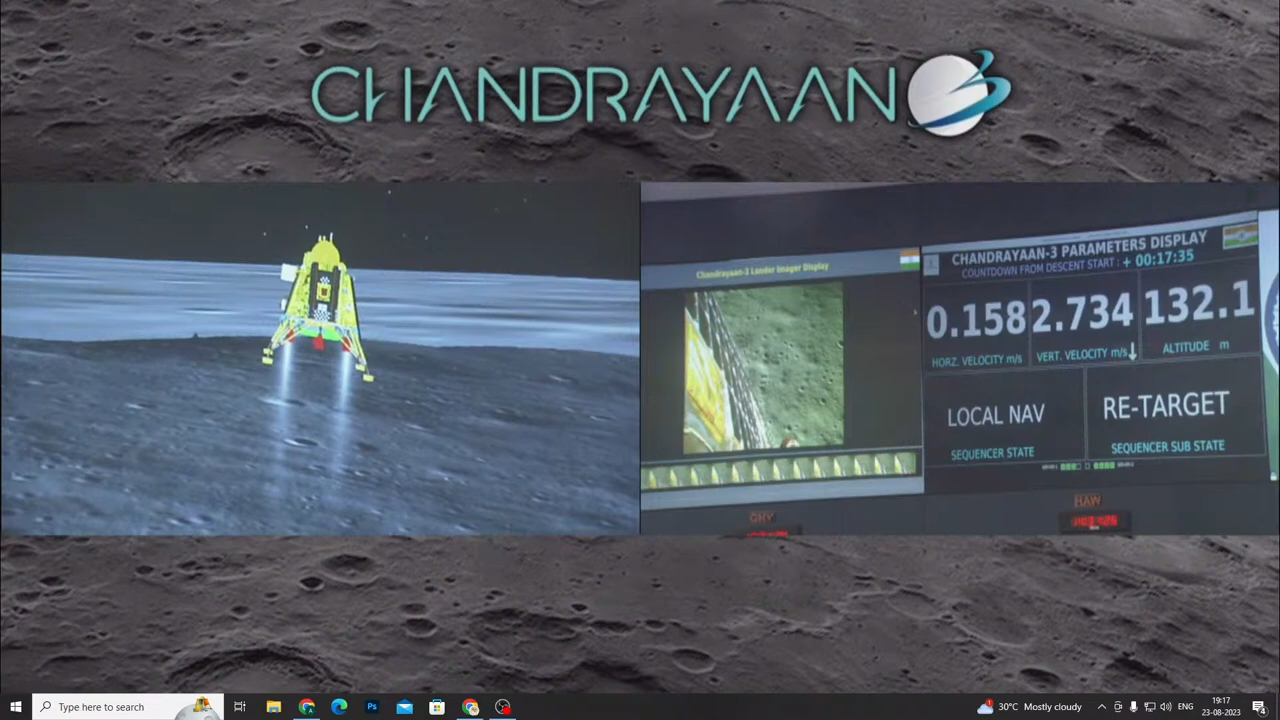 CHANDRAYAAN 3
Chandrayaan-3 Lander Imager Display
CHANDRAYAAN-3 PARAMETERS DISPLAY
COUNTDOWN FROM DESCENT START : + 00:17:35
0.158 2.734 132.1
HORZ. VELOCITY m/s VERT. VELOCITY m/s ALTITUDE m
LOCAL NAV RE-TARGET
SEQUENCER STATE SEQUENCER SUB STATE
HAW
Type here to search
30°C Mostly cloudy
ENG
19:17
23-08-2023
4